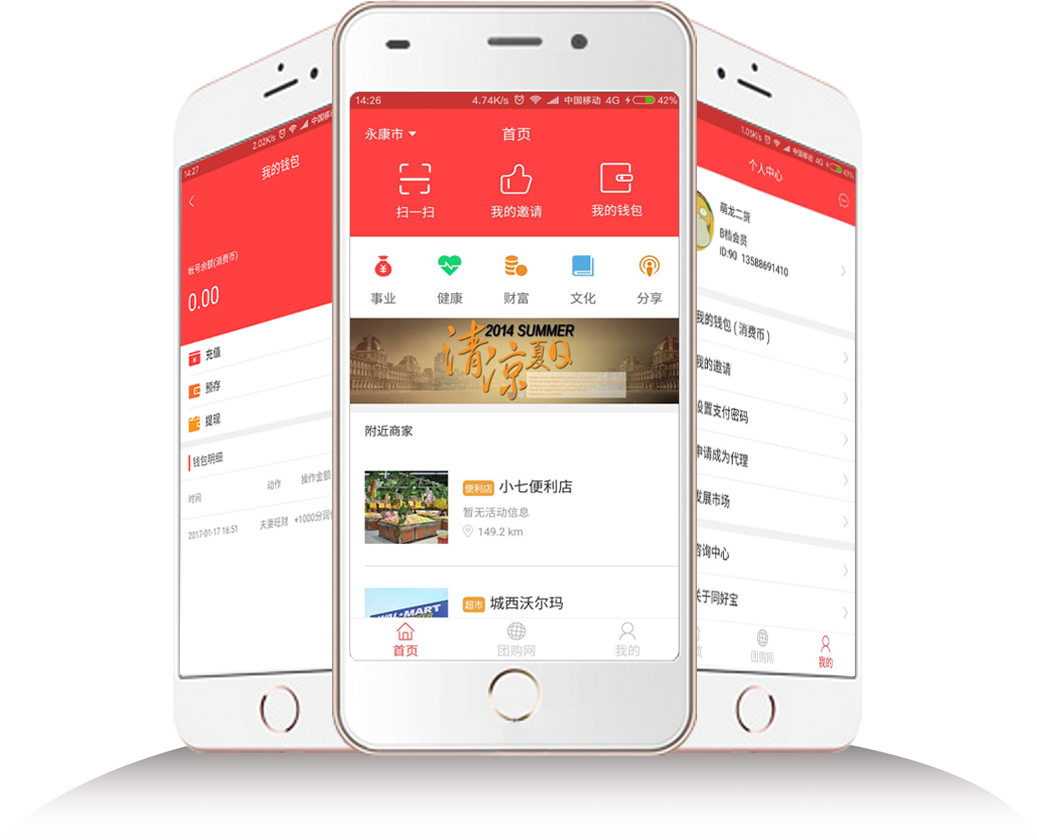 14:27
2.02K/s
中国移
我的钱包
帐号余额(消费币)
0.00
充值
预存
提现
钱包明细
时间
动作
操作金额
2017-01-17 16:51
夫妻旺财
+1000分润
14:26
4.74K/s
中国移动 4G
42%
永康市
首页
扫一扫
我的邀请
我的钱包
事业
健康
财富
文化
分享
2014 SUMMER
清凉夏日
附近商家
便利店
小七便利店
暂无活动信息
149.2 km
WAL-MART
超市
城西沃尔玛
首页
团购网
我的
1.05K/s
中国移动 4G
43%
个人中心
萌龙二货
B档会员
ID:90 13588691410
我的钱包 ( 消费币 )
我的邀请
设置支付密码
申请成为代理
发展市场
咨询中心
关于同好宝
页
团购网
我的